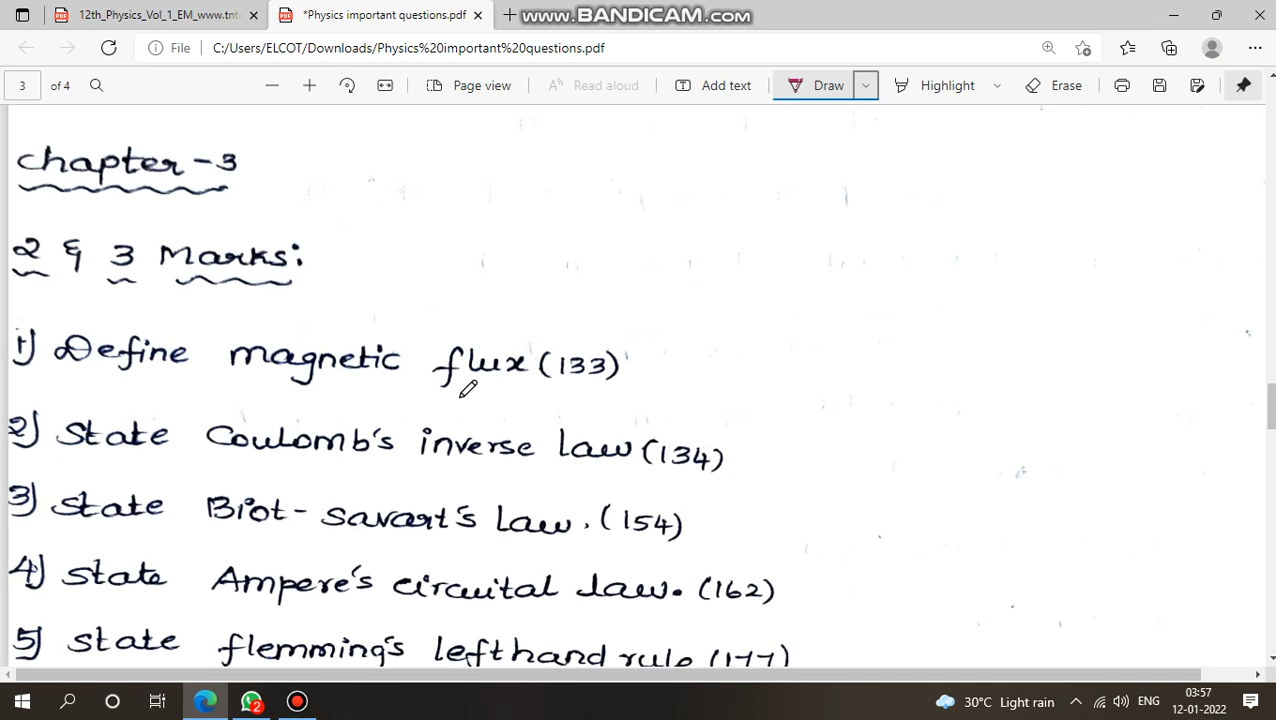 12th_Physics_Vol_1_EM_www.tnt
*Physics important questions.pdf
www.BANDICAM.com
File
C:/Users/ELCOT/Downloads/Physics%20important%20questions.pdf
3 of 4
Page view
Read aloud
Add text
Draw
Highlight
Erase
Chapter-3
2 & 3 Marks:
1) Define magnetic flux (133)
2) State Coulomb's inverse law (134)
3) State Biot-savart's law. (154)
4) State Ampere's circuital law. (162)
5) State flemming's lefthand rule (177)
2
30°C Light rain
ENG
03:57
12-01-2022